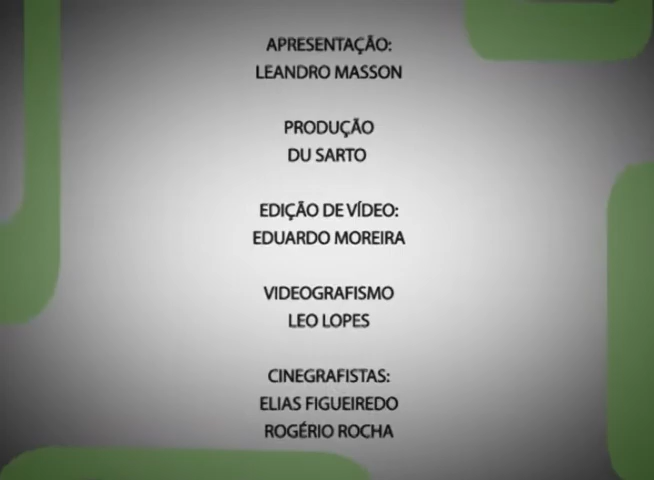 APRESENTAÇÃO:
LEANDRO MASSON
PRODUÇÃO
DU SARTO
EDIÇÃO DE VÍDEO:
EDUARDO MOREIRA
VIDEOGRAFISMO
LEO LOPES
CINEGRAFISTAS:
ELIAS FIGUEIREDO
ROGÉRIO ROCHA